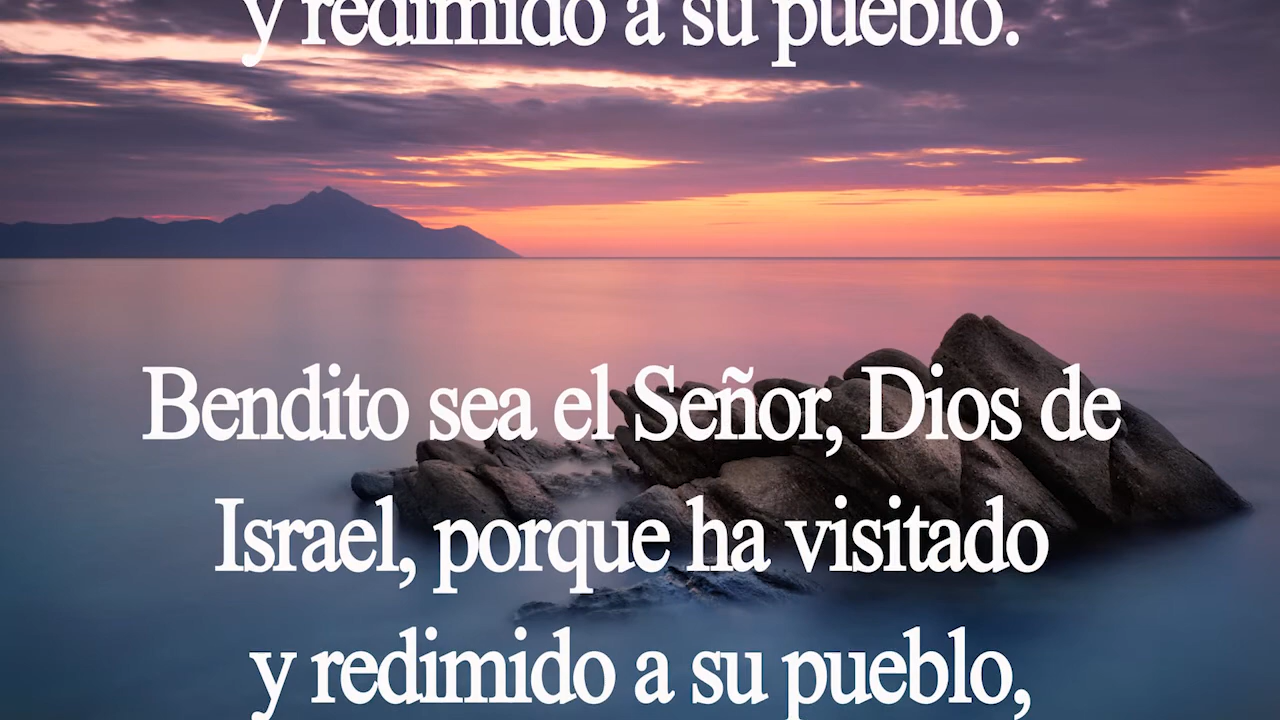 y redimido a su pueblo.
Bendito sea el Señor, Dios de
Israel, porque ha visitado
y redimido a su pueblo,